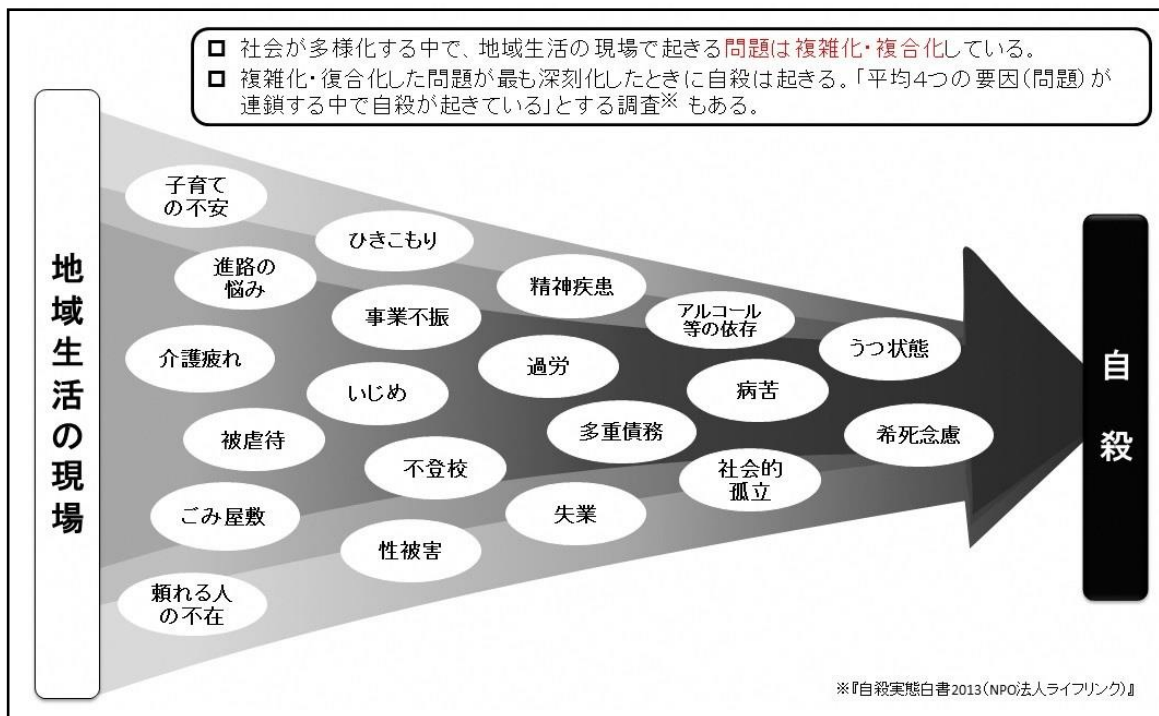 □ 社会が多様化する中で、地域生活の現場で起きる問題は複雑化・複合化している。
□ 複雑化・復合化した問題が最も深刻化したときに自殺は起きる。「平均4つの要因(問題)が
連鎖する中で自殺が起きている」とする調査※ もある。
地域生活の現場
子育て
の不安
進路の
悩み
介護疲れ
被虐待
ごみ屋敷
頼れる人
の不在
ひきこもり
事業不振
いじめ
不登校
性被害
精神疾患
過労
多重債務
失業
アルコール
等の依存
病苦
社会的
孤立
うつ状態
希死念慮
自殺
※『自殺実態白書2013(NPO法人ライフリンク)』